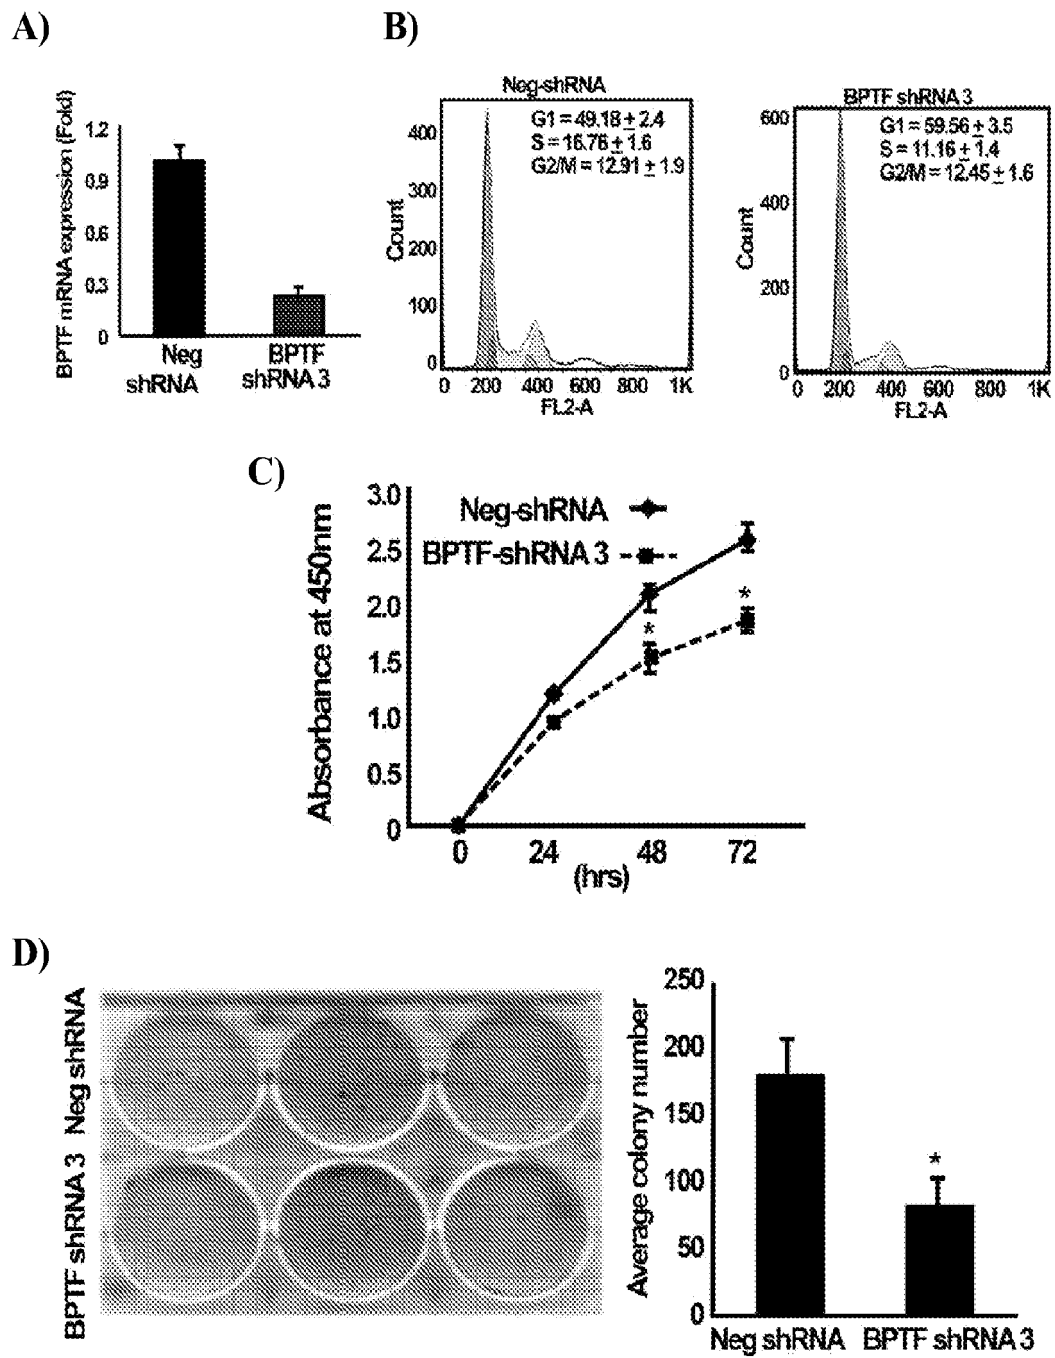 A)
BPTF mRNA expression (Fold)
1.2
0.9
0.6
0.3
0
Neg
shRNA
BPTF
shRNA 3
B)
Neg-shRNA
G1 = 49.18 ± 2.4
S = 16.76 ± 1.6
G2/M = 12.91 ± 1.9
Count
400
300
200
100
0
0 200 400 600 800 1K
FL2-A
BPTF shRNA 3
G1 = 59.56 ± 3.5
S = 11.16 ± 1.4
G2/M = 12.45 ± 1.6
Count
600
400
200
0
0 200 400 600 800 1K
FL2-A
C)
Absorbance at 450nm
3.0
2.5
2.0
1.5
1.0
0.5
0
Neg-shRNA
BPTF-shRNA 3
*
*
0 24 48 72
(hrs)
D)
Neg shRNA
BPTF shRNA 3
Average colony number
250
200
150
100
50
0
*
Neg shRNA BPTF shRNA 3